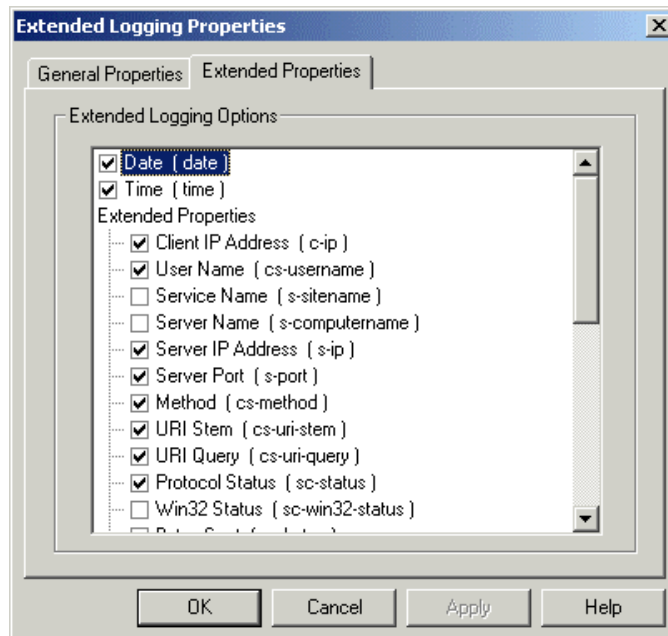 Extended Logging Properties
General Properties
Extended Properties
Extended Logging Options
Date ( date )
Time ( time )
Extended Properties
Client IP Address ( c-ip )
User Name ( cs-username )
Service Name ( s-sitename )
Server Name ( s-computername )
Server IP Address ( s-ip )
Server Port ( s-port )
Method ( cs-method )
URI Stem ( cs-uri-stem )
URI Query ( cs-uri-query )
Protocol Status ( sc-status )
Win32 Status ( sc-win32-status )
OK
Cancel
Apply
Help